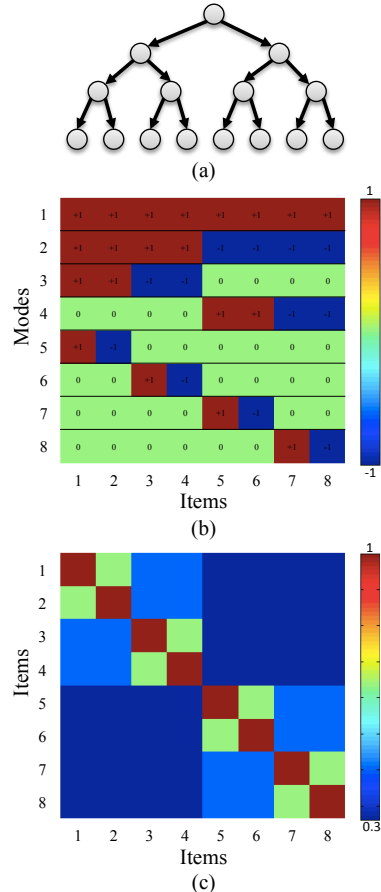 (a)
1
1 +1 +1 +1 +1 +1 +1 +1 +1
2 +1 +1 +1 +1 -1 -1 -1 -1
3 +1 +1 -1 -1 0 0 0 0
4 0 0 0 0 +1 +1 -1 -1
5 +1 -1 0 0 0 0 0 0
6 0 0 +1 -1 0 0 0 0
7 0 0 0 0 +1 -1 0 0
8 0 0 0 0 0 0 +1 -1
Modes
-1
1 2 3 4 5 6 7 8
Items
(b)
1
1
2
3
4
5
6
7
8
Items
0.3
1 2 3 4 5 6 7 8
Items
(c)